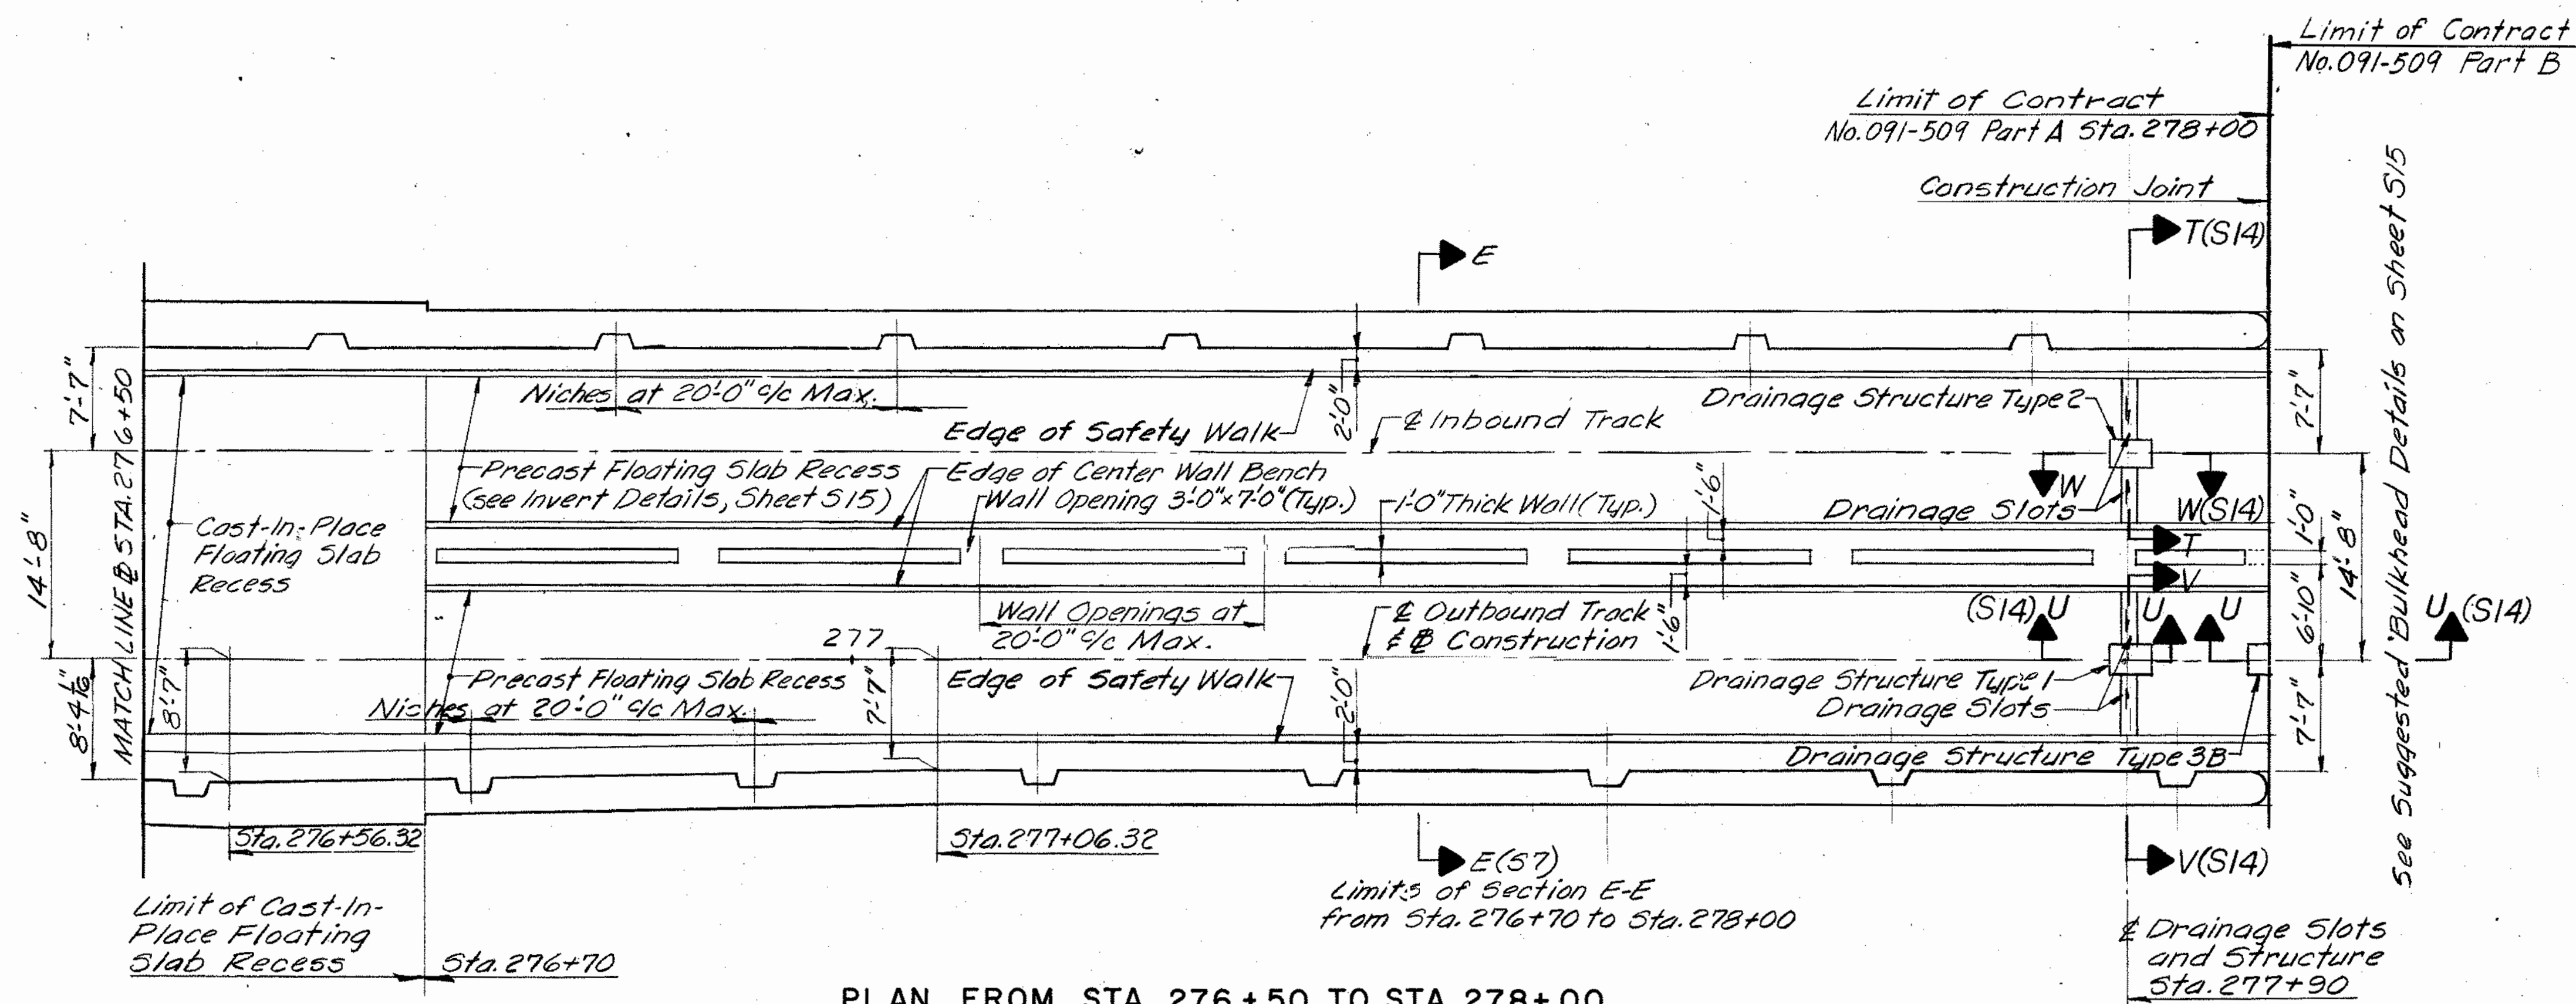 Limit of Contract
No.091-509 Part B
Limit of Contract
No.091-509 Part A Sta.278+00
Construction Joint
T(S14)
E
See Suggested Bulkhead Details on Sheet S15
7'-7"
14'-8"
8'-4 1/16"
MATCH LINE ℄ STA.276+50
Niches at 20'-0" c/c Max.
Edge of Safety Walk
2'-0"
℄ Inbound Track
Drainage Structure Type 2
7'-7"
Precast Floating Slab Recess
(see Invert Details, Sheet S15)
Edge of Center Wall Bench
Wall Opening 3'-0"x7'-0"(Typ.)
1'-0"Thick Wall(Typ.)
1'-6"
W
W(S14)
Drainage Slots
1'-0"
14'-8"
Cast-In-Place
Floating Slab
Recess
T
V
Wall Openings at
20'-0" c/c Max.
℄ Outbound Track
& ℄ Construction
1'-6"
(S14) U
U
U
U (S14)
6'-10"
277
8'-7"
Precast Floating Slab Recess
7'-7"
Edge of Safety Walk
2'-0"
Drainage Structure Type 1
Drainage Slots
7'-7"
Niches at 20'-0" c/c Max.
Drainage Structure Type 3B
Sta.276+56.32
Sta.277+06.32
E(S7)
Limits of Section E-E
from Sta.276+70 to Sta.278+00
V(S14)
Limit of Cast-In-
Place Floating
Slab Recess
Sta.276+70
℄ Drainage Slots
and Structure
Sta.277+90
PLAN FROM STA. 276+50 TO STA. 278+00